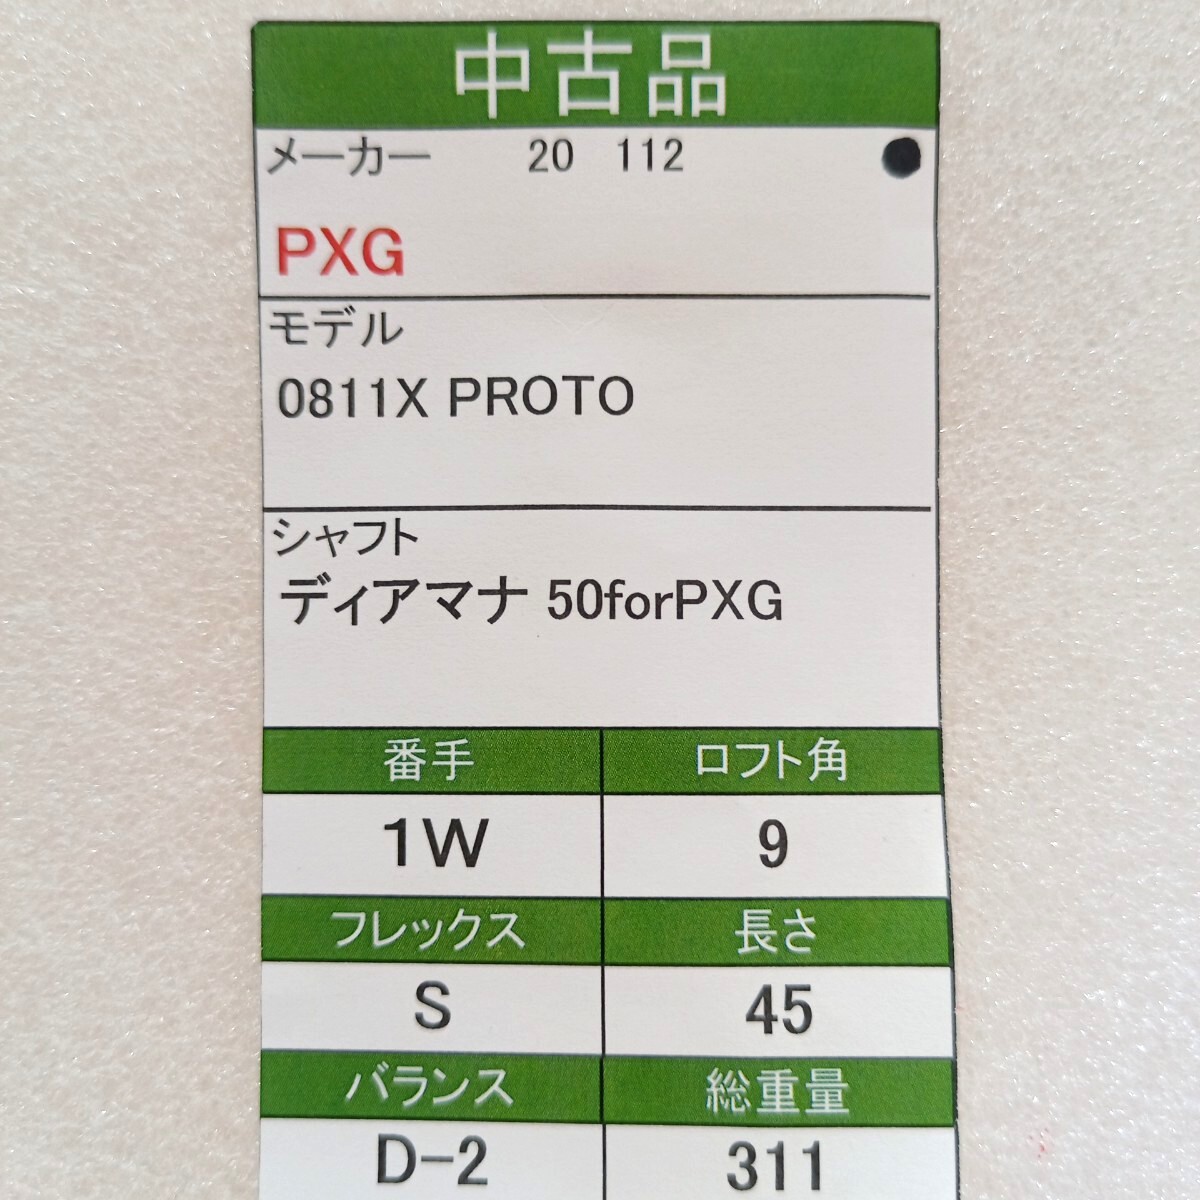 中古品
メーカー 20 112
PXG
モデル
0811X PROTO
シャフト
ディアマナ 50forPXG
番手 ロフト角
1W 9
フレックス 長さ
S 45
バランス 総重量
D-2 311